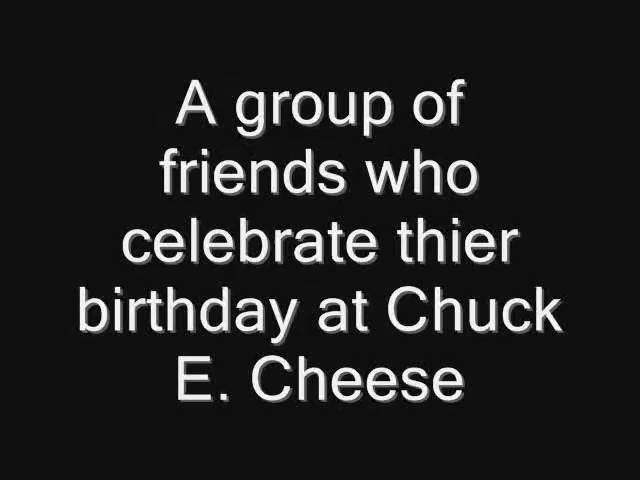 A group of
friends who
celebrate thier
birthday at Chuck
E. Cheese